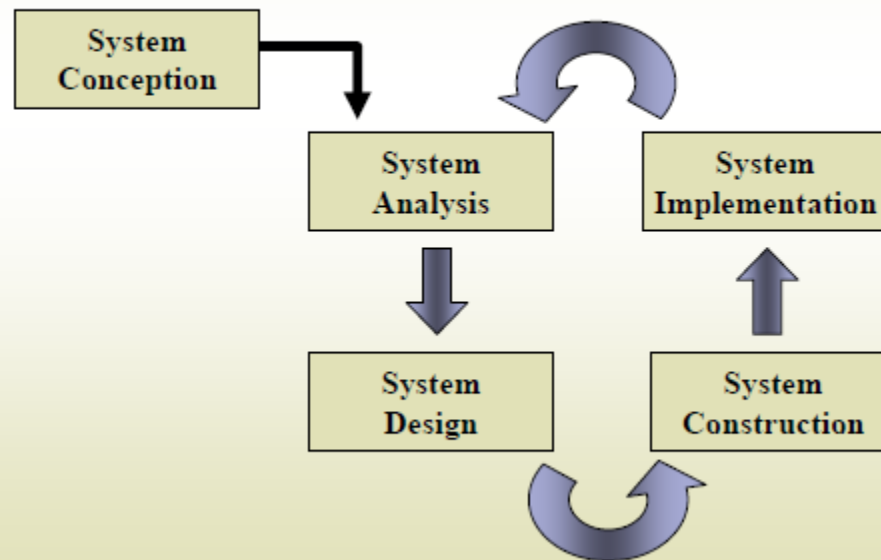 System
Conception
System
Analysis
System
Implementation
System
Design
System
Construction